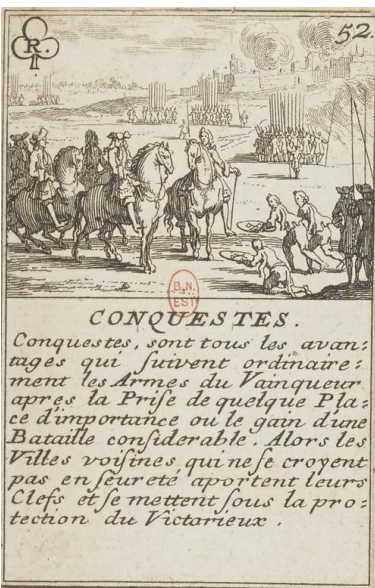 R.
52.
B.N.
EST
CONQUESTES.
Conquestes, sont tous les avan=
tages qui ſuivent ordinaire=
ment les Armes du Vainqueur
apres la Prise de quelque Pla=
ce d'importance ou le gain d'une
Bataille conſiderable. Alors les
Villes voiſines, qui ne ſe croyent
pas en ſeureté aportent leurs
Clefs et ſe mettent ſous la pro=
tection du Victorieux.